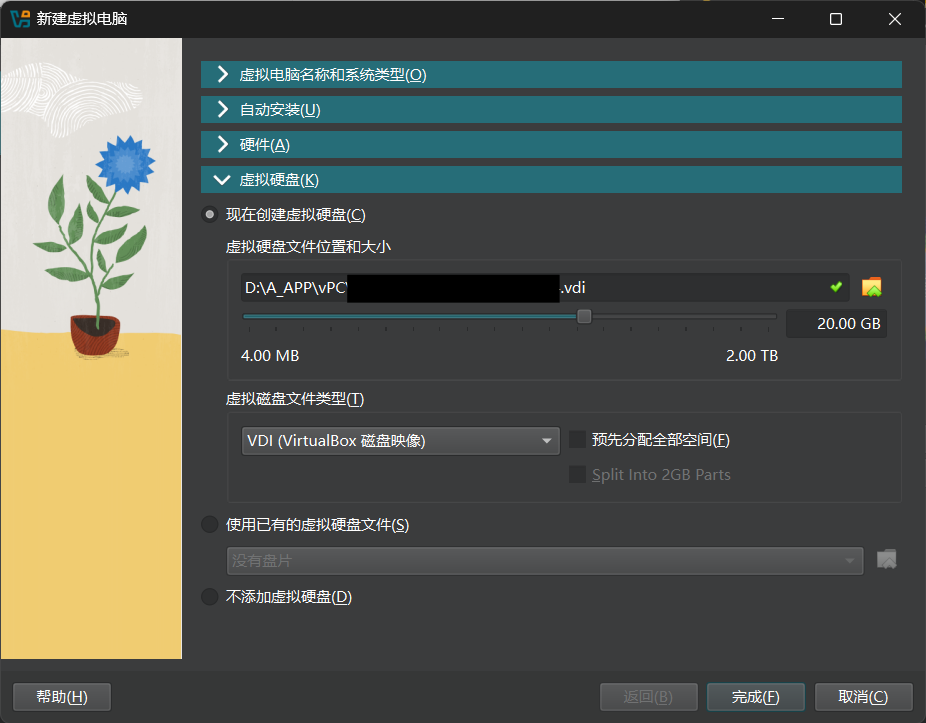 新建虚拟电脑
虚拟电脑名称和系统类型(O)
自动安装(U)
硬件(A)
虚拟硬盘(K)
现在创建虚拟硬盘(C)
虚拟硬盘文件位置和大小
D:\A_APP\vPC\ .vdi
20.00 GB
4.00 MB 2.00 TB
虚拟磁盘文件类型(T)
VDI (VirtualBox 磁盘映像) 预先分配全部空间(F)
Split Into 2GB Parts
使用已有的虚拟硬盘文件(S)
没有盘片
不添加虚拟硬盘(D)
帮助(H) 返回(B) 完成(F) 取消(C)